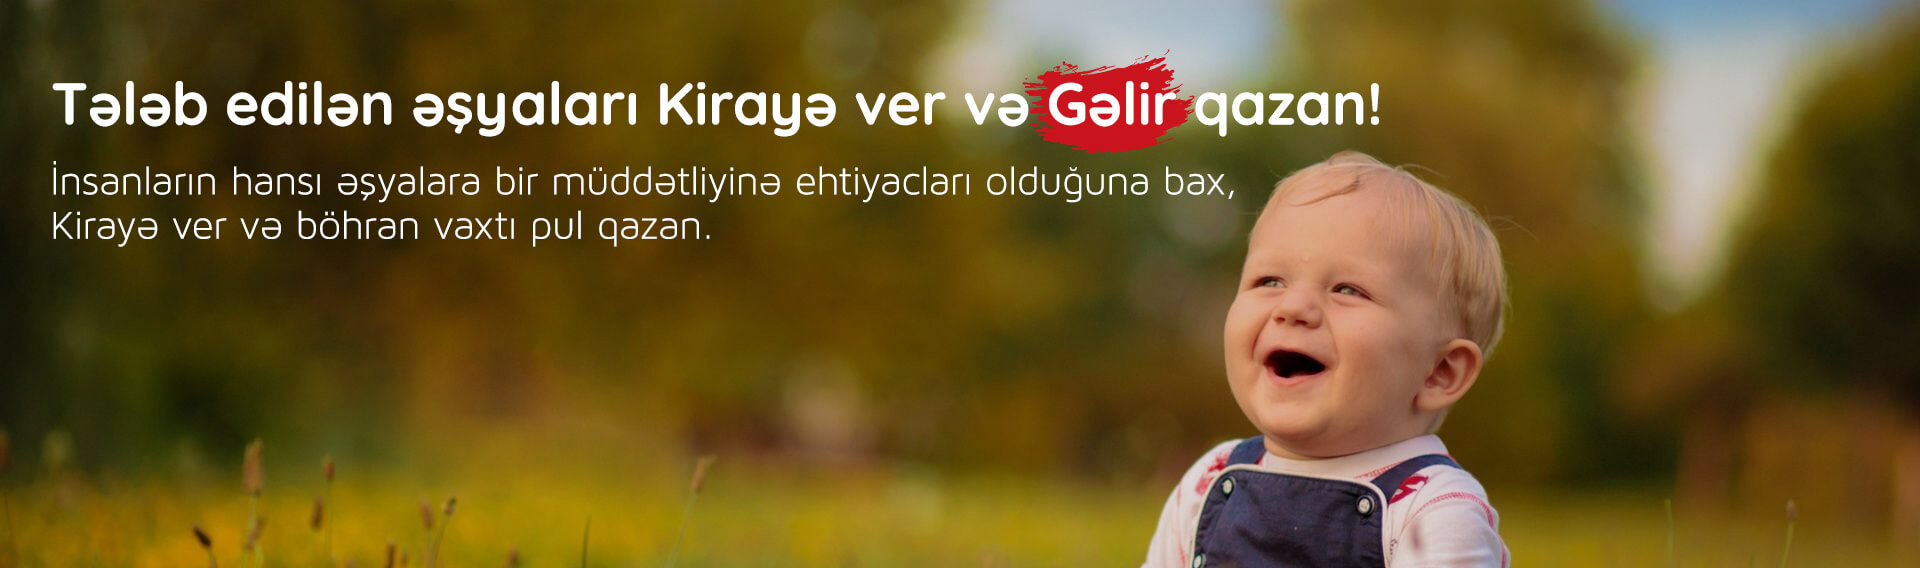 Tələb edilən əşyaları Kirayə ver və Gəlir qazan!
İnsanların hansı əşyalara bir müddətliyinə ehtiyacları olduğuna bax,
Kirayə ver və böhran vaxtı pul qazan.